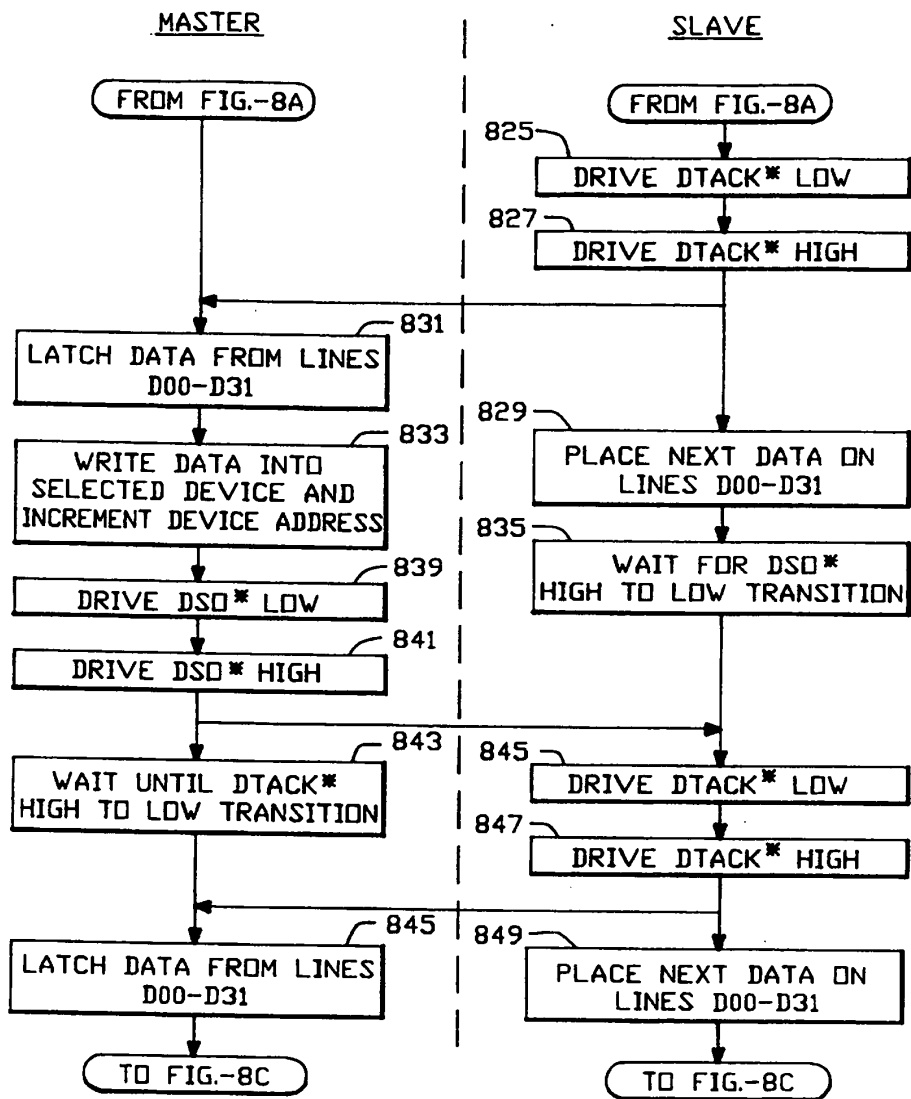 MASTER
SLAVE
FROM FIG.-8A
FROM FIG.-8A
825
DRIVE DTACK* LOW
827
DRIVE DTACK* HIGH
831
LATCH DATA FROM LINES
D00-D31
829
PLACE NEXT DATA ON
LINES D00-D31
833
WRITE DATA INTO
SELECTED DEVICE AND
INCREMENT DEVICE ADDRESS
835
WAIT FOR DSO*
HIGH TO LOW TRANSITION
839
DRIVE DSO* LOW
841
DRIVE DSO* HIGH
843
WAIT UNTIL DTACK*
HIGH TO LOW TRANSITION
845
DRIVE DTACK* LOW
847
DRIVE DTACK* HIGH
845
LATCH DATA FROM LINES
D00-D31
849
PLACE NEXT DATA ON
LINES D00-D31
TO FIG.-8C
TO FIG.-8C